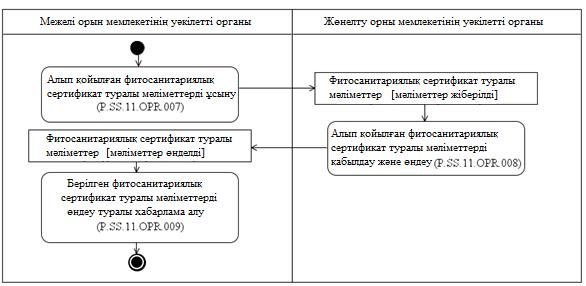 Межелі орын мемлекетінің уәкілетті органы
Жөнелту орны мемлекетінің уәкілетті органы
Алып қойылған фитосанитариялық
сертификат туралы мәліметтерді ұсыну
(P.SS.11.OPR.007)
Фитосанитариялық сертификат туралы
мәліметтер [мәліметтер жіберілді]
Алып қойылған фитосанитариялық
сертификат туралы мәліметтерді
қабылдау және өңдеу (P.SS.11.OPR.008)
Фитосанитариялық сертификат туралы
мәліметтер [мәліметтер өңделді]
Берілген фитосанитариялық
сертификат туралы мәліметтерді
өңдеу туралы хабарлама алу
(P.SS.11.OPR.009)